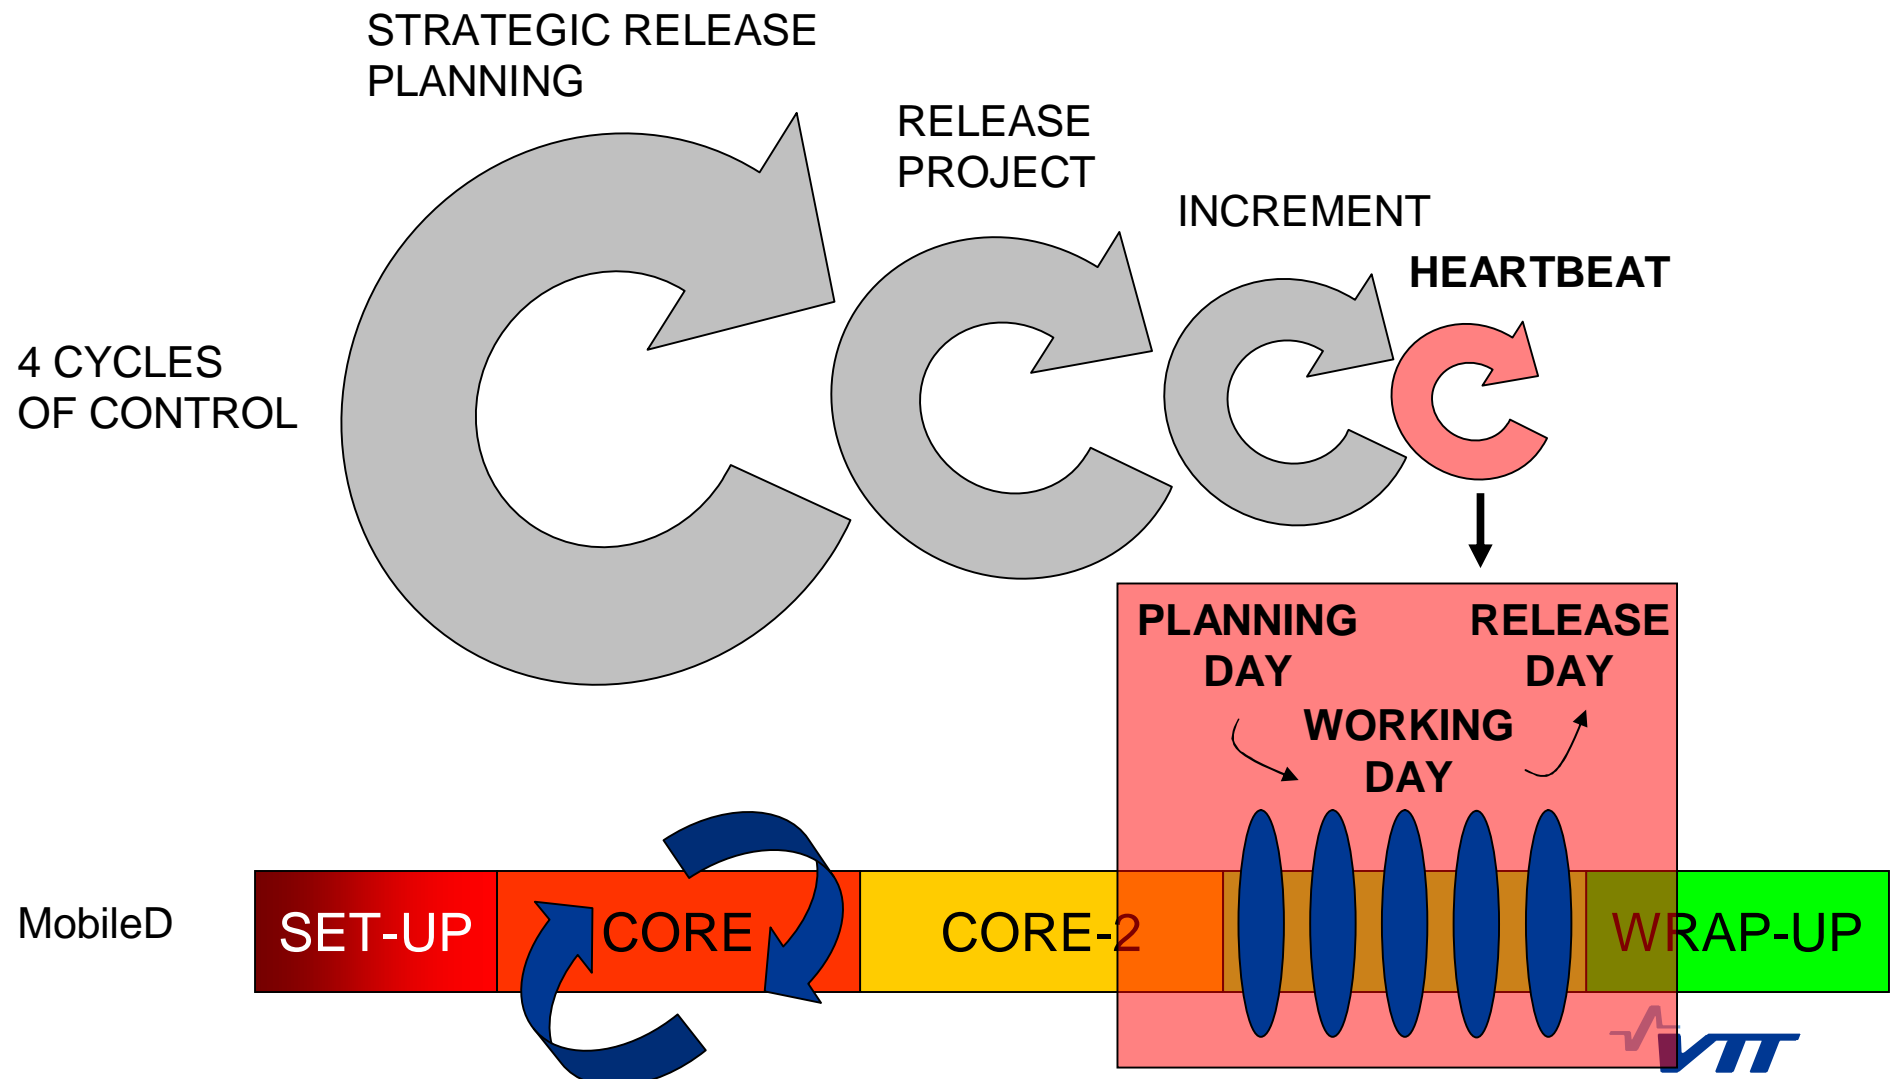 STRATEGIC RELEASE
PLANNING
RELEASE
PROJECT
INCREMENT
HEARTBEAT
4 CYCLES
OF CONTROL
PLANNING
DAY
RELEASE
DAY
WORKING
DAY
MobileD
SET-UP
CORE
CORE-2
WRAP-UP
VTT